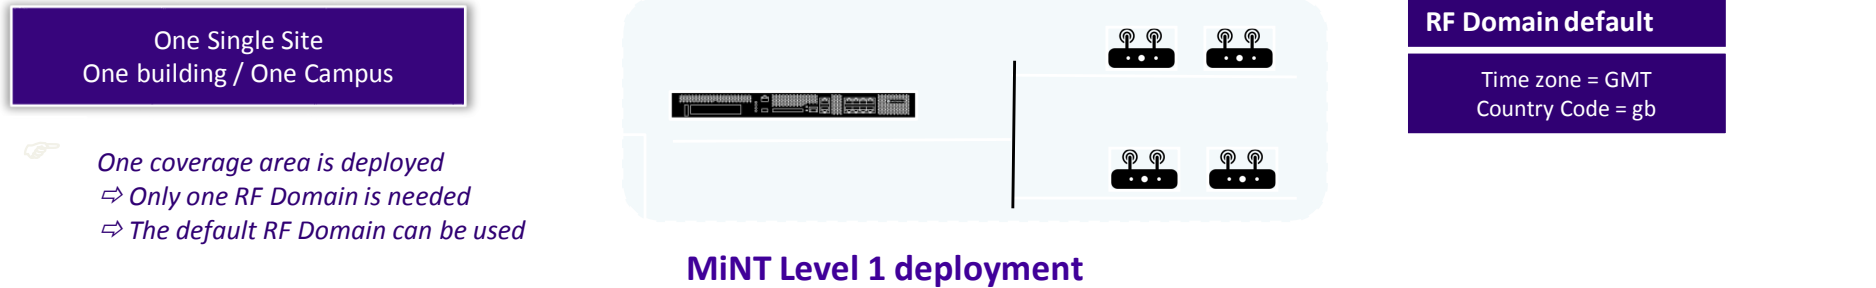 One Single Site
One building / One Campus
One coverage area is deployed
⇨ Only one RF Domain is needed
⇨ The default RF Domain can be used
MiNT Level 1 deployment
RF Domain default
Time zone = GMT
Country Code = gb